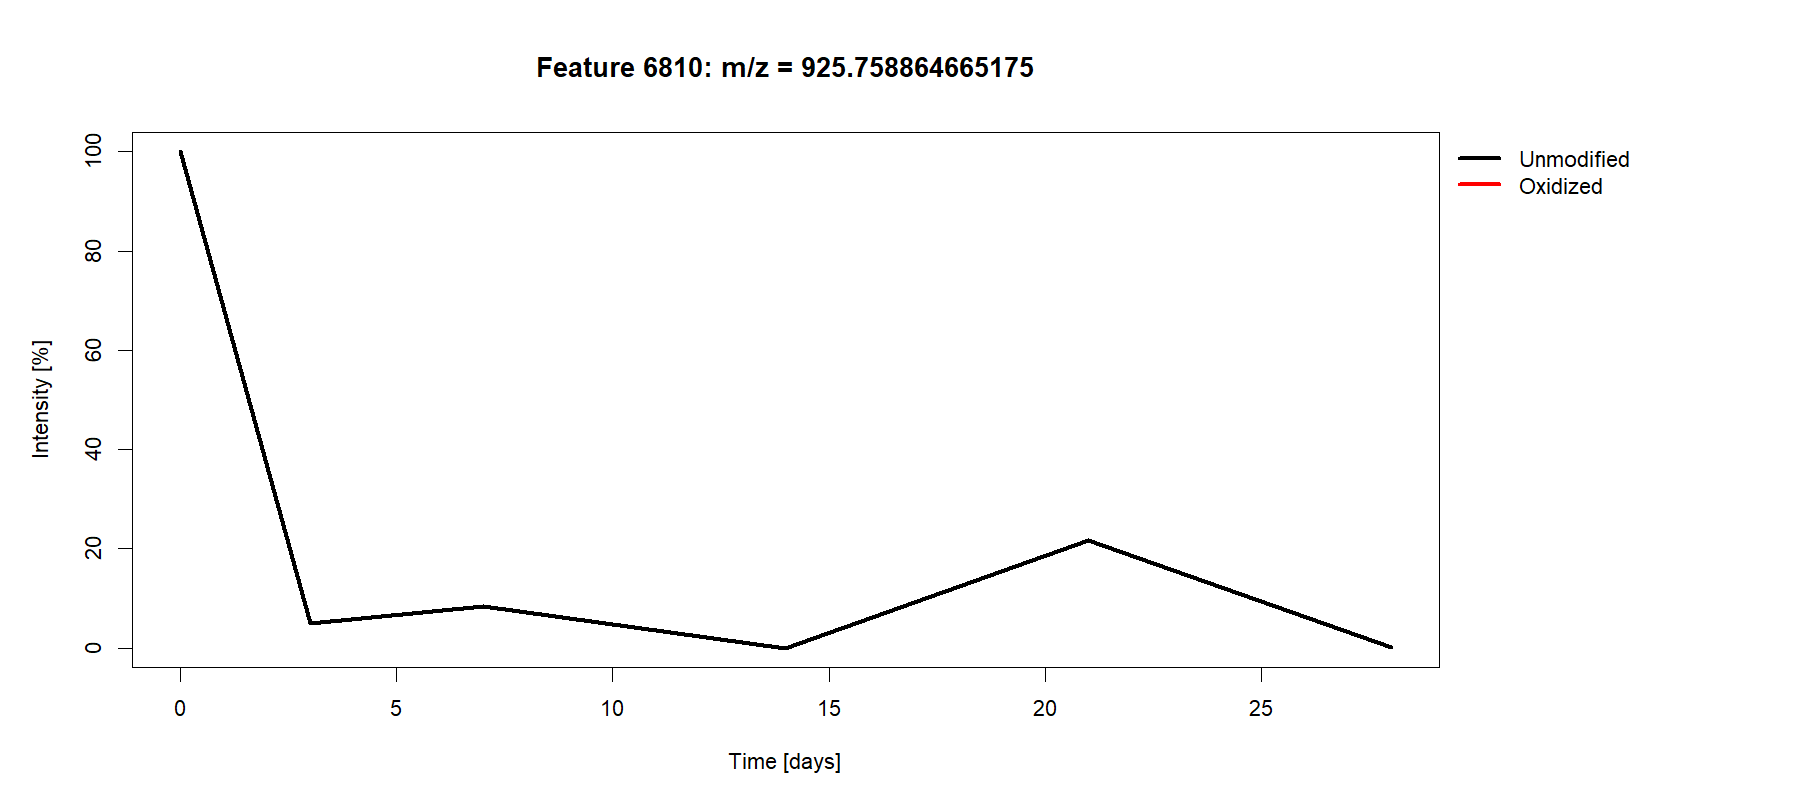 Feature 6810: m/z = 925.758864665175
Unmodified
Oxidized
Intensity [%]
100
80
60
40
20
0
0 5 10 15 20 25
Time [days]